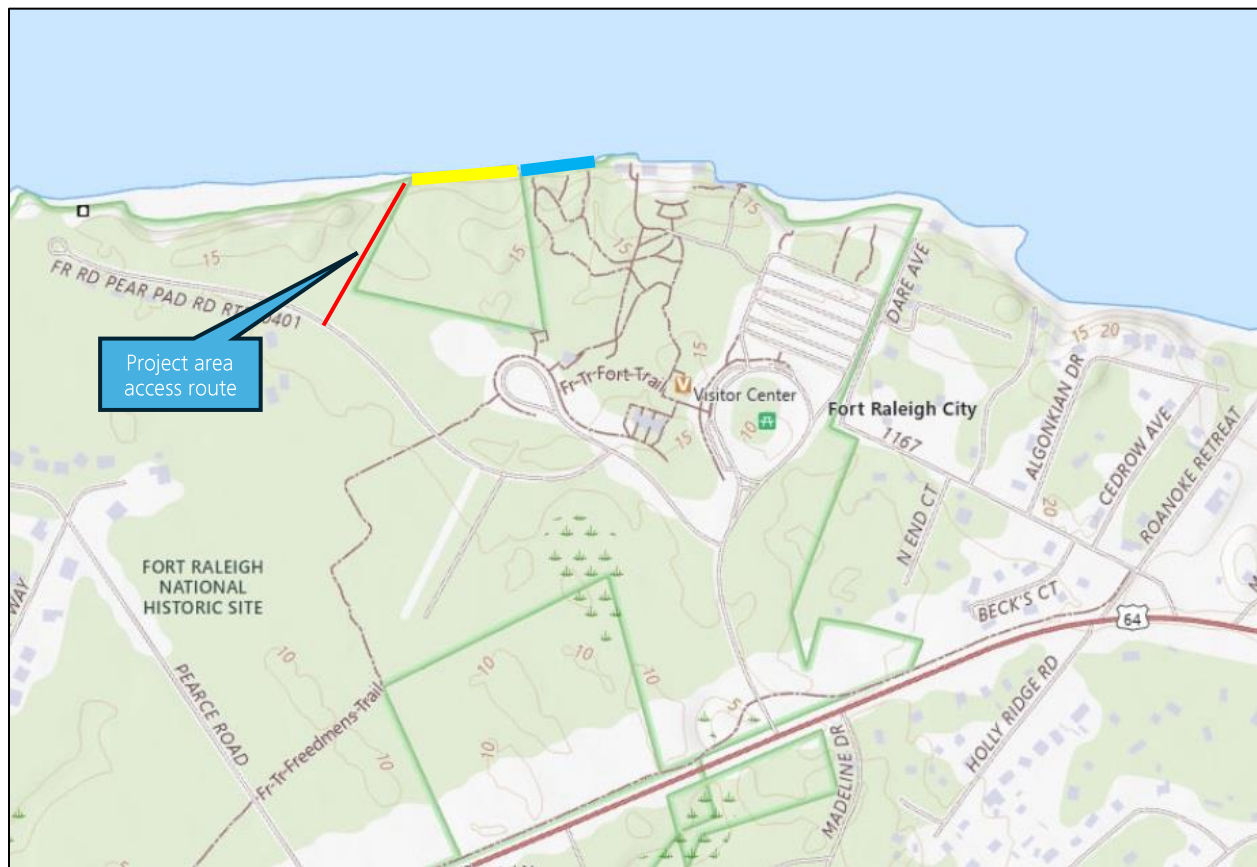 15
FR RD PEAR PAD RD RT
0401
15
15
15
Project area
access route
Fr-Tr-Fort-Trail
15
V
Visitor Center
10
15
DARE AVE
15 20
ALGONKIAN DR
Fort Raleigh City
1167
CEDROW AVE
ROANOKE RETREAT
20
N END CT
BECK'S CT
64
FORT RALEIGH
NATIONAL
HISTORIC SITE
WAY
PEARCE ROAD
10
10
10
10
10
Fr-Tr-Freedmens-Trail
5
MADELINE DR
HOLLY RIDGE RD
5